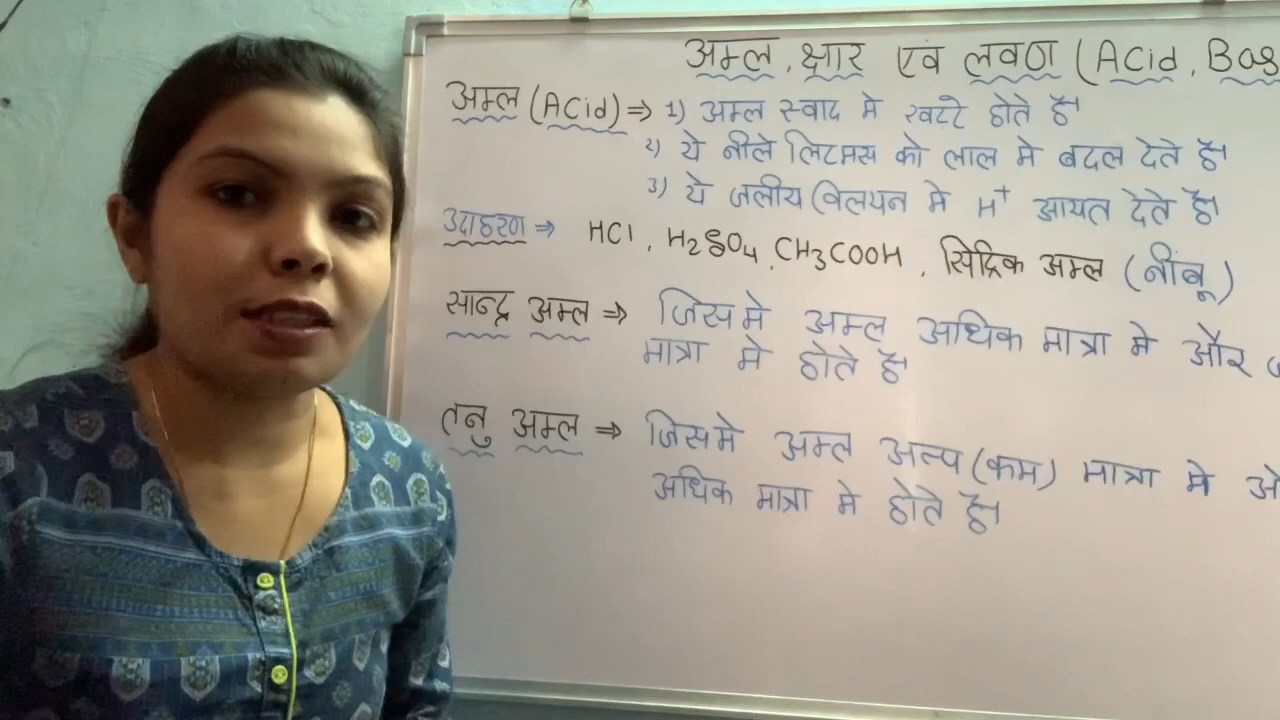 अम्ल, क्षार एवं लवण (Acid, Bas
अम्ल (Acid) ⇒ 1) अम्ल स्वाद मे खट्टे होते है।
2) ये नीले लिटमस को लाल मे बदल देते है।
3) ये जलीय विलयन मे H⁺ आयन देते है।
उदाहरण ⇒ HCl, H2SO4, CH3COOH, सिट्रिक अम्ल (नींबू)
सान्द्र अम्ल ⇒ जिसमे अम्ल अधिक मात्रा मे और
मात्रा मे होते है।
तनु अम्ल ⇒ जिसमे अम्ल अल्प (कम) मात्रा मे
अधिक मात्रा मे होते है।